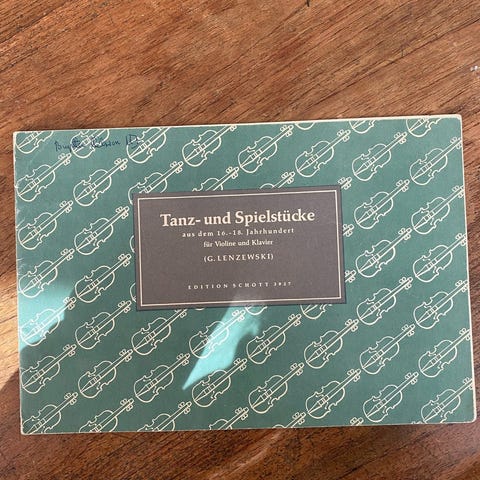 Tanz- und Spielstücke
aus dem 16.-18. Jahrhundert
für Violine und Klavier
(G. LENZEWSKI)
EDITION SCHOTT 3927